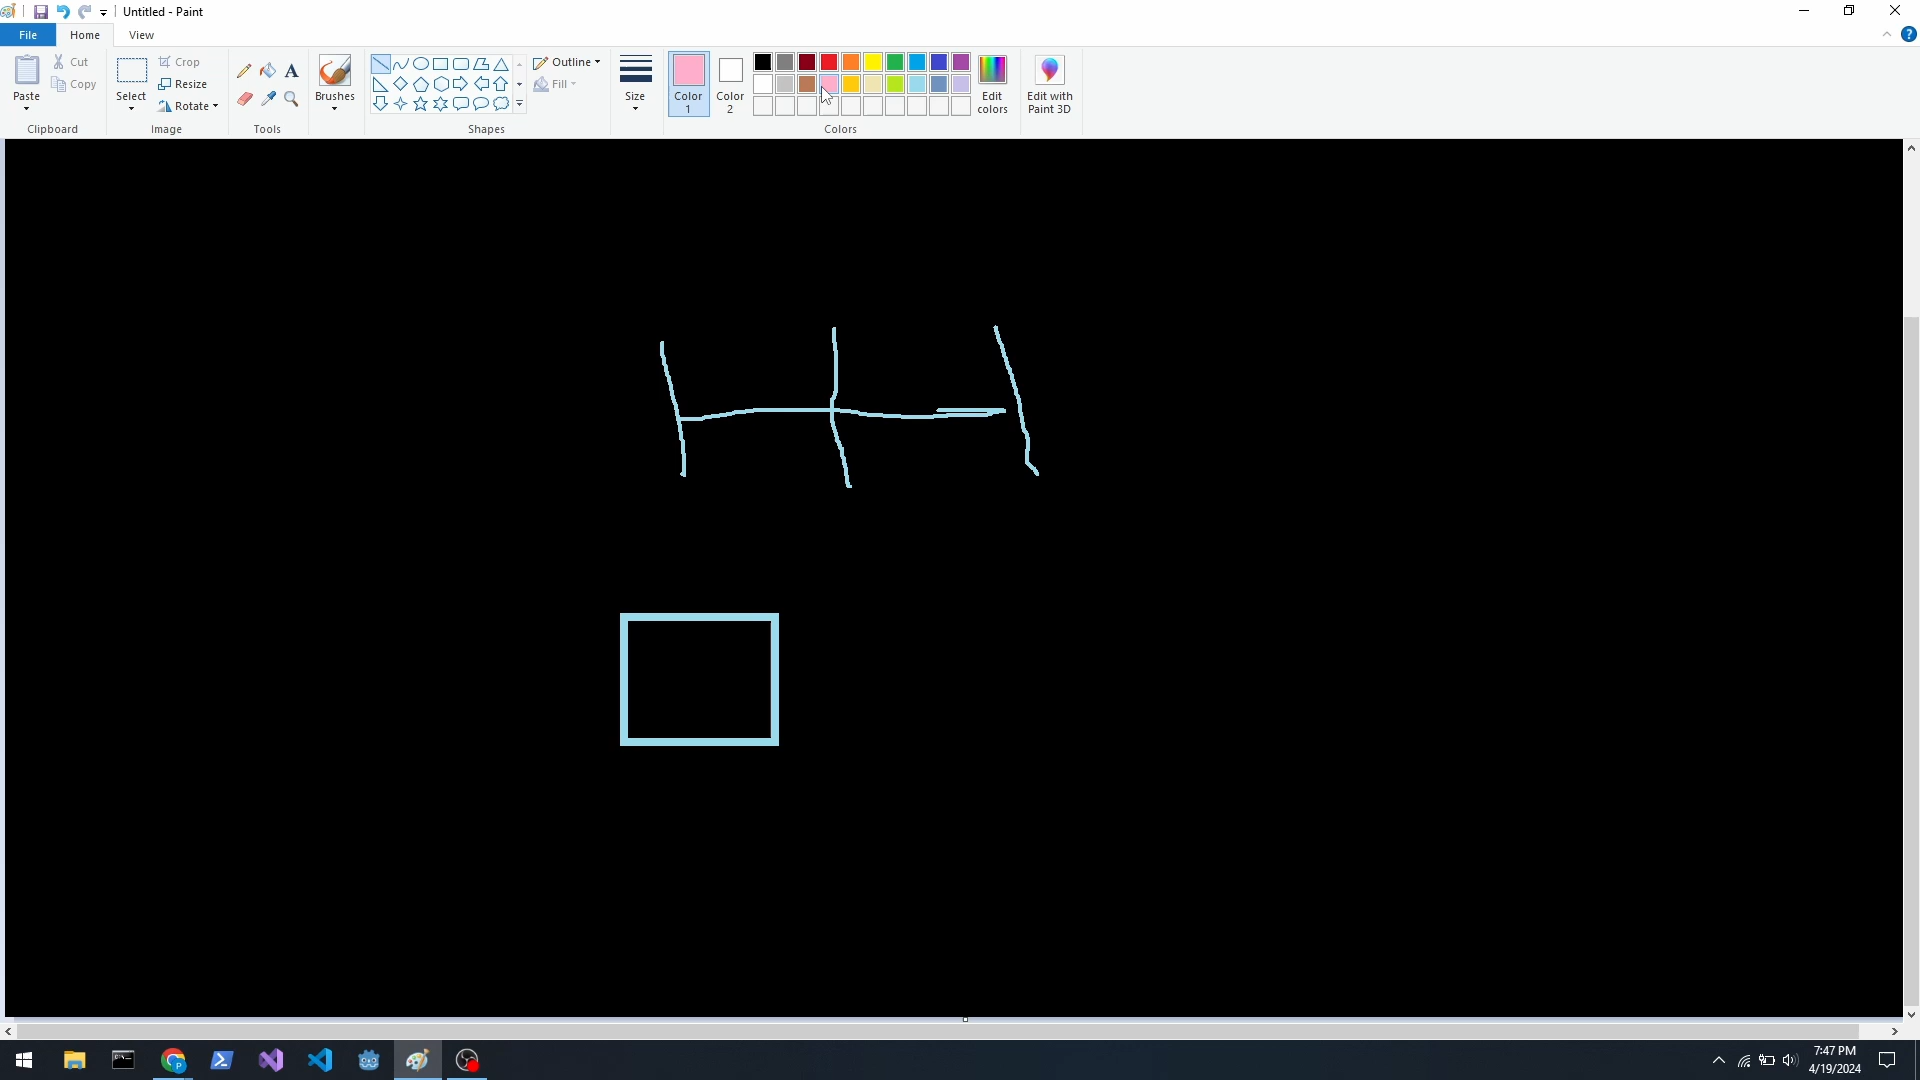 Untitled - Paint
File Home View
Paste Cut Copy Clipboard
Select Crop Resize Rotate Image
Tools
Brushes
Shapes Outline Fill
Size
Color 1 Color 2 Colors Edit colors
Edit with Paint 3D
7:47 PM
4/19/2024